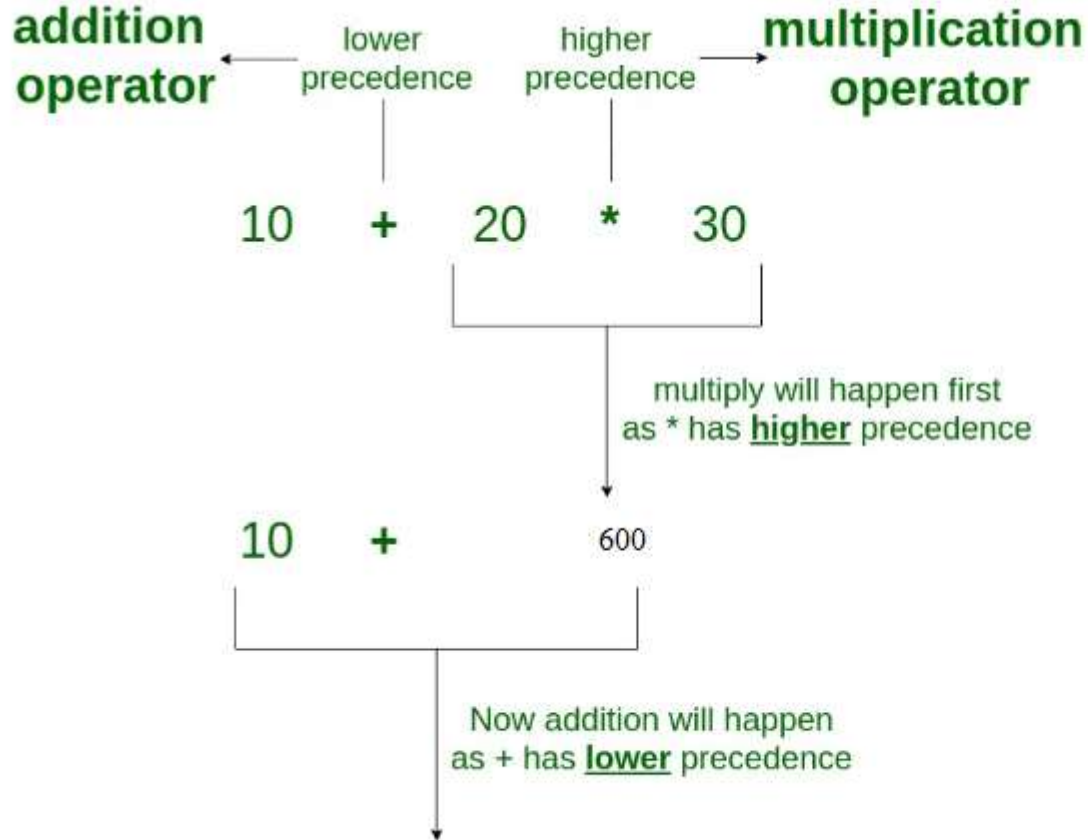 addition
operator
lower
precedence
higher
precedence
multiplication
operator
10 + 20 * 30
multiply will happen first
as * has higher precedence
10 + 600
Now addition will happen
as + has lower precedence